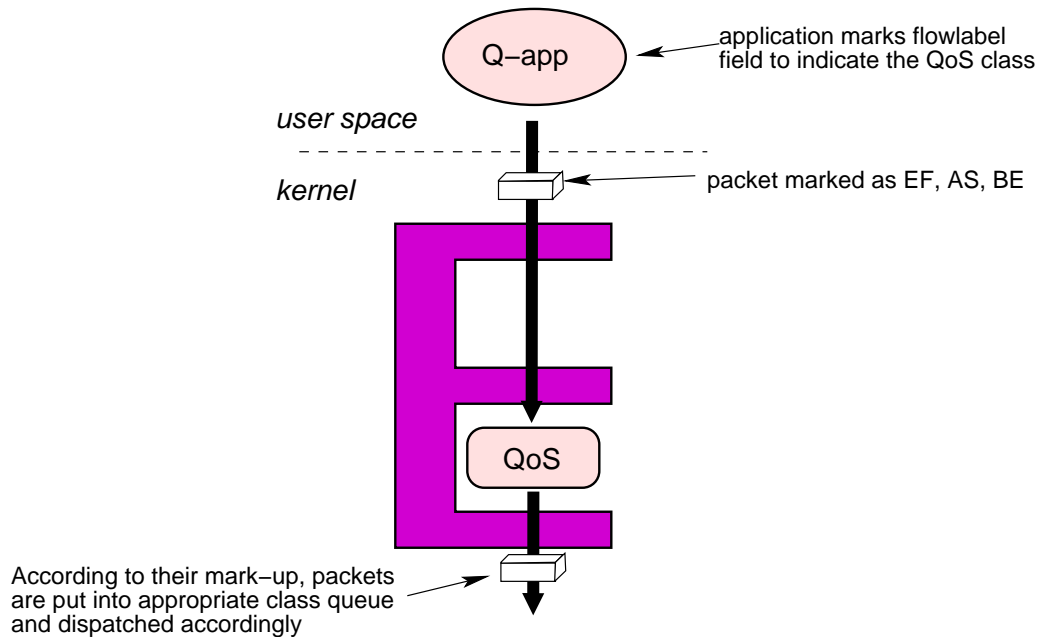 Q−app
application marks flowlabel
field to indicate the QoS class
user space
kernel
packet marked as EF, AS, BE
QoS
According to their mark−up, packets
are put into appropriate class queue
and dispatched accordingly